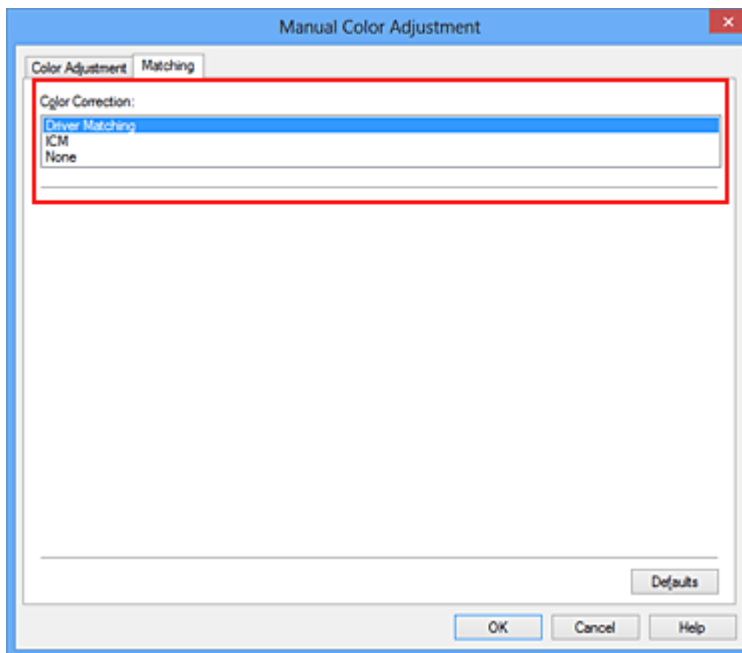 Manual Color Adjustment
Color Adjustment Matching
Color Correction:
Driver Matching
ICM
None
Defaults
OK Cancel Help